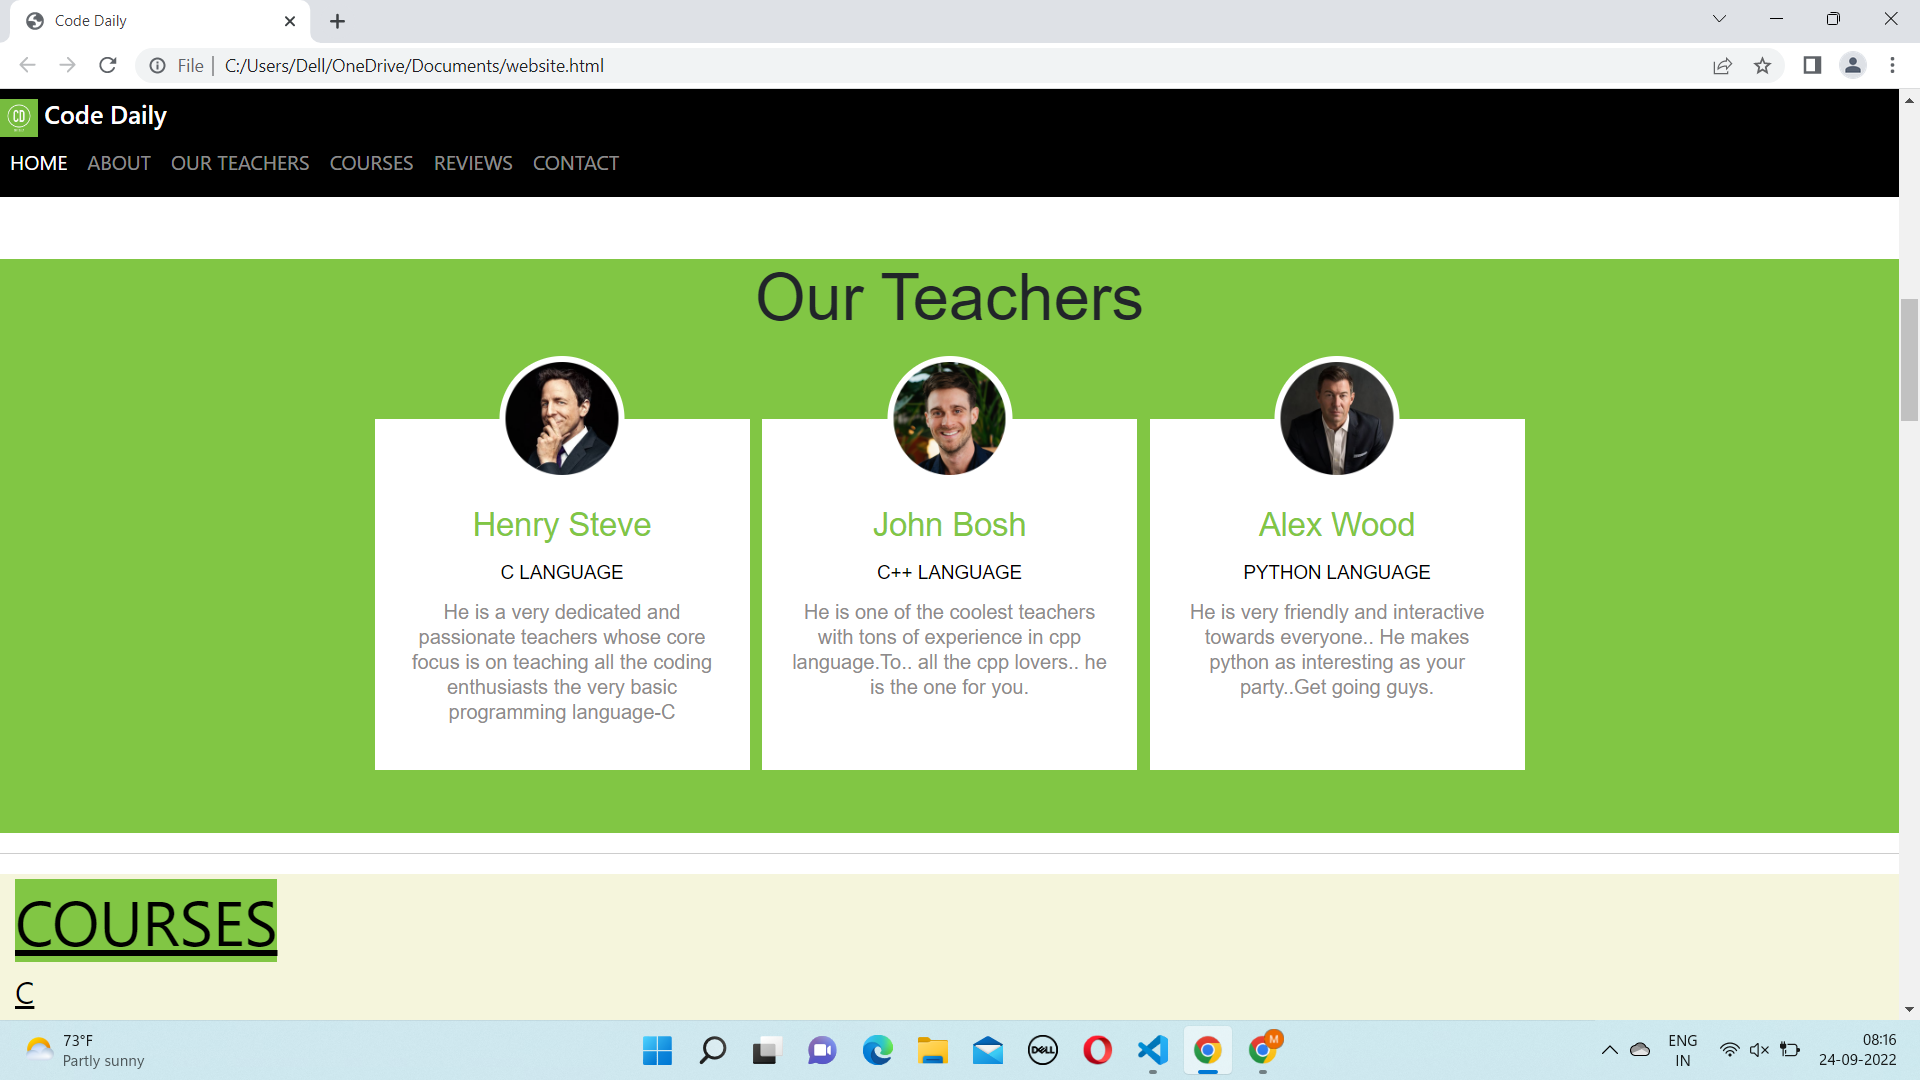 Code Daily
File
C:/Users/Dell/OneDrive/Documents/website.html
CD
Code Daily
HOME ABOUT OUR TEACHERS COURSES REVIEWS CONTACT
Our Teachers
Henry Steve
C LANGUAGE
He is a very dedicated and
passionate teachers whose core
focus is on teaching all the coding
enthusiasts the very basic
programming language-C
John Bosh
C++ LANGUAGE
He is one of the coolest teachers
with tons of experience in cpp
language.To.. all the cpp lovers.. he
is the one for you.
Alex Wood
PYTHON LANGUAGE
He is very friendly and interactive
towards everyone.. He makes
python as interesting as your
party..Get going guys.
COURSES
C
73°F
Partly sunny
DELL
M
ENG
IN
08:16
24-09-2022